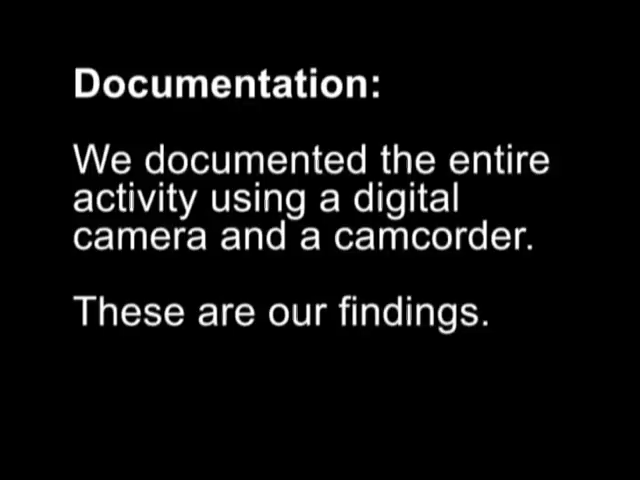 Documentation:
We documented the entire
activity using a digital
camera and a camcorder.
These are our findings.